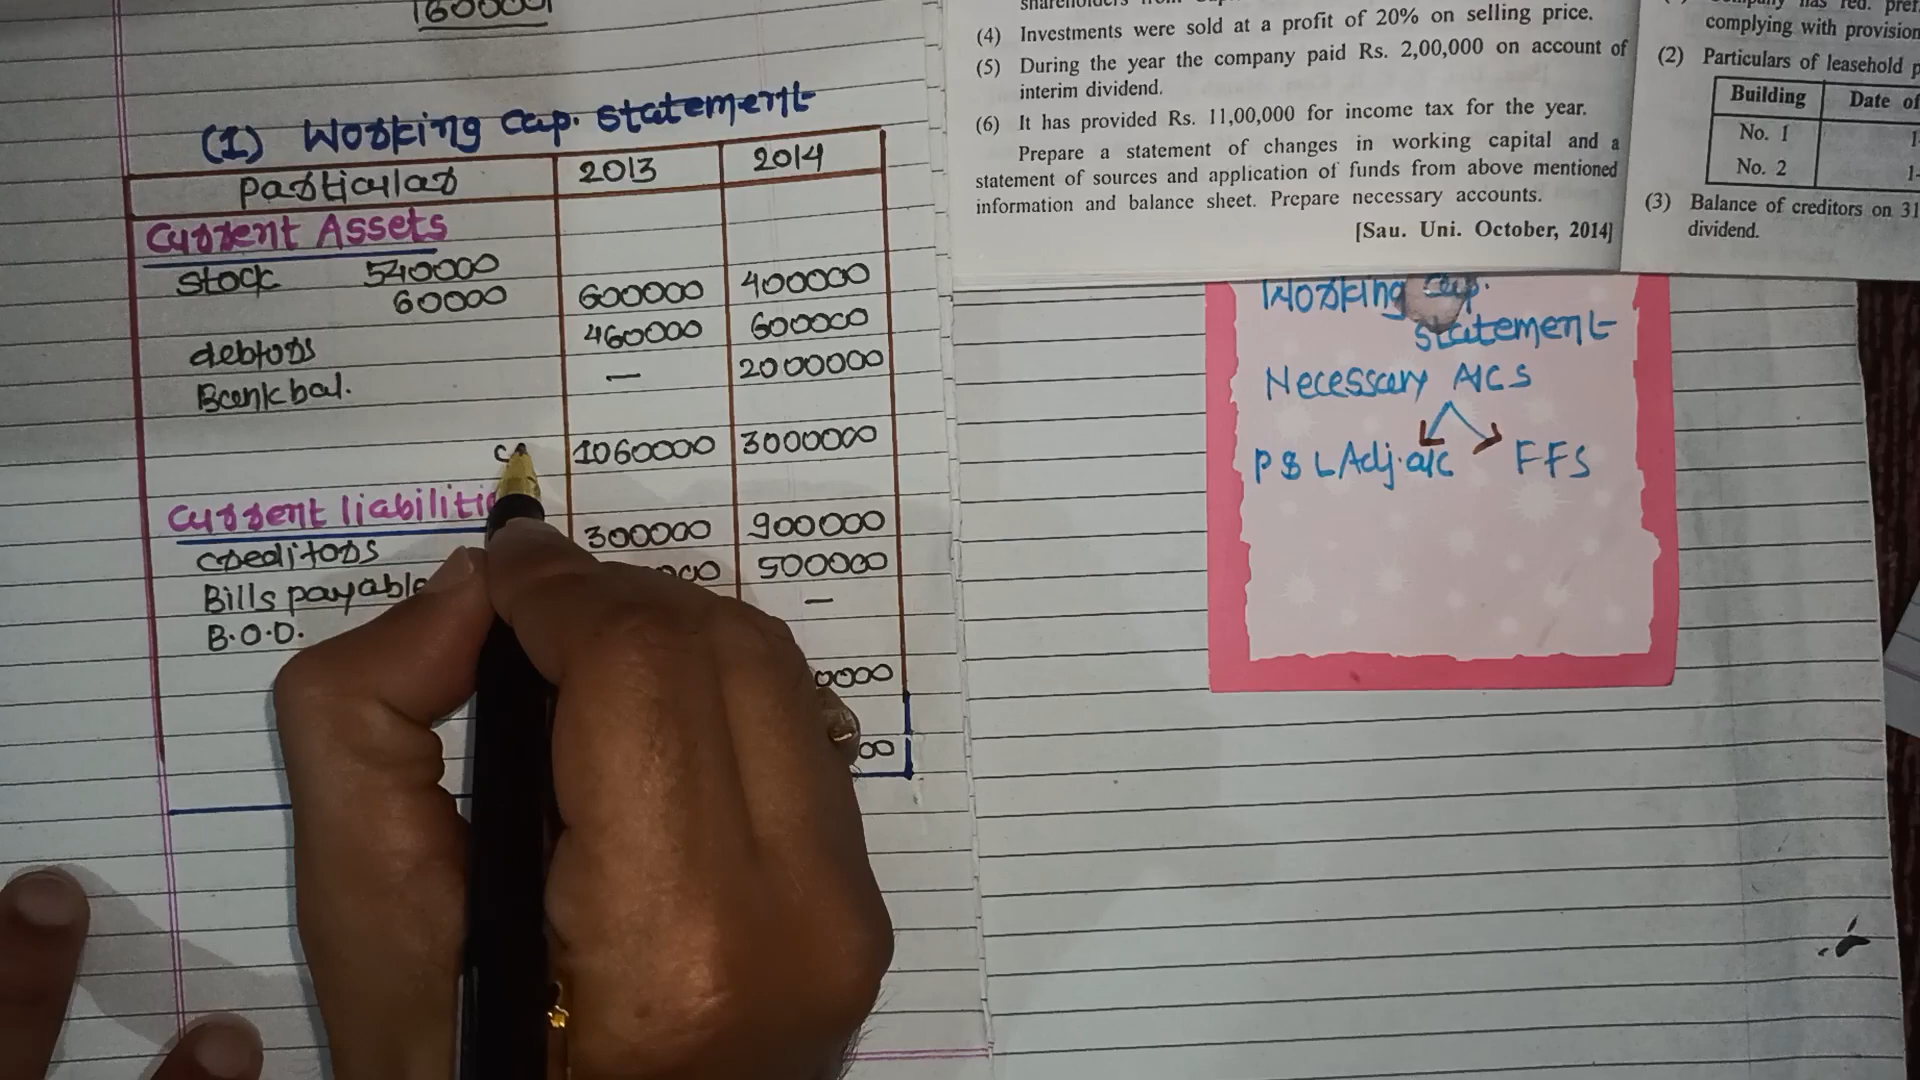 160000
(1) Working Cap. statement
Particular 2013 2014
Current Assets
stock 540000
60000 600000 400000
debtors 460000 600000
Bank bal. — 2000000
CA 1060000 3000000
Current liabiliti
Creditors 300000 900000
Bills payable 500000
B.O.D. —
(4) Investments were sold at a profit of 20% on selling price.
(5) During the year the company paid Rs. 2,00,000 on account of
interim dividend.
(6) It has provided Rs. 11,00,000 for income tax for the year.
Prepare a statement of changes in working capital and a
statement of sources and application of funds from above mentioned
information and balance sheet. Prepare necessary accounts.
[Sau. Uni. October, 2014]
complying with provision
(2) Particulars of leasehold p
Building Date of
No. 1 1
No. 2 1-
(3) Balance of creditors on 31
dividend.
Working Cap.
statement
Necessary A/CS
P & L Adj. a/c FFS